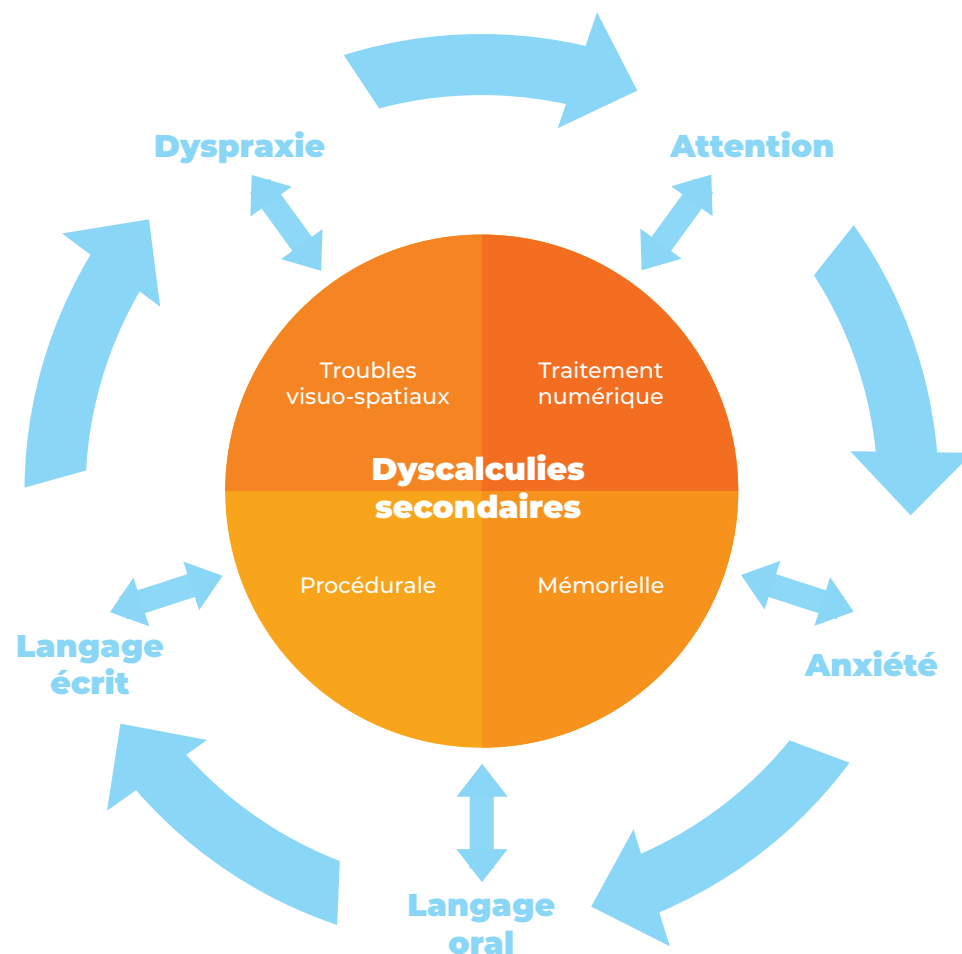 Dyspraxie
Attention
Troubles
visuo-spatiaux
Traitement
numérique
Dyscalculies
secondaires
Procédurale
Mémorielle
Langage
écrit
Anxiété
Langage
oral